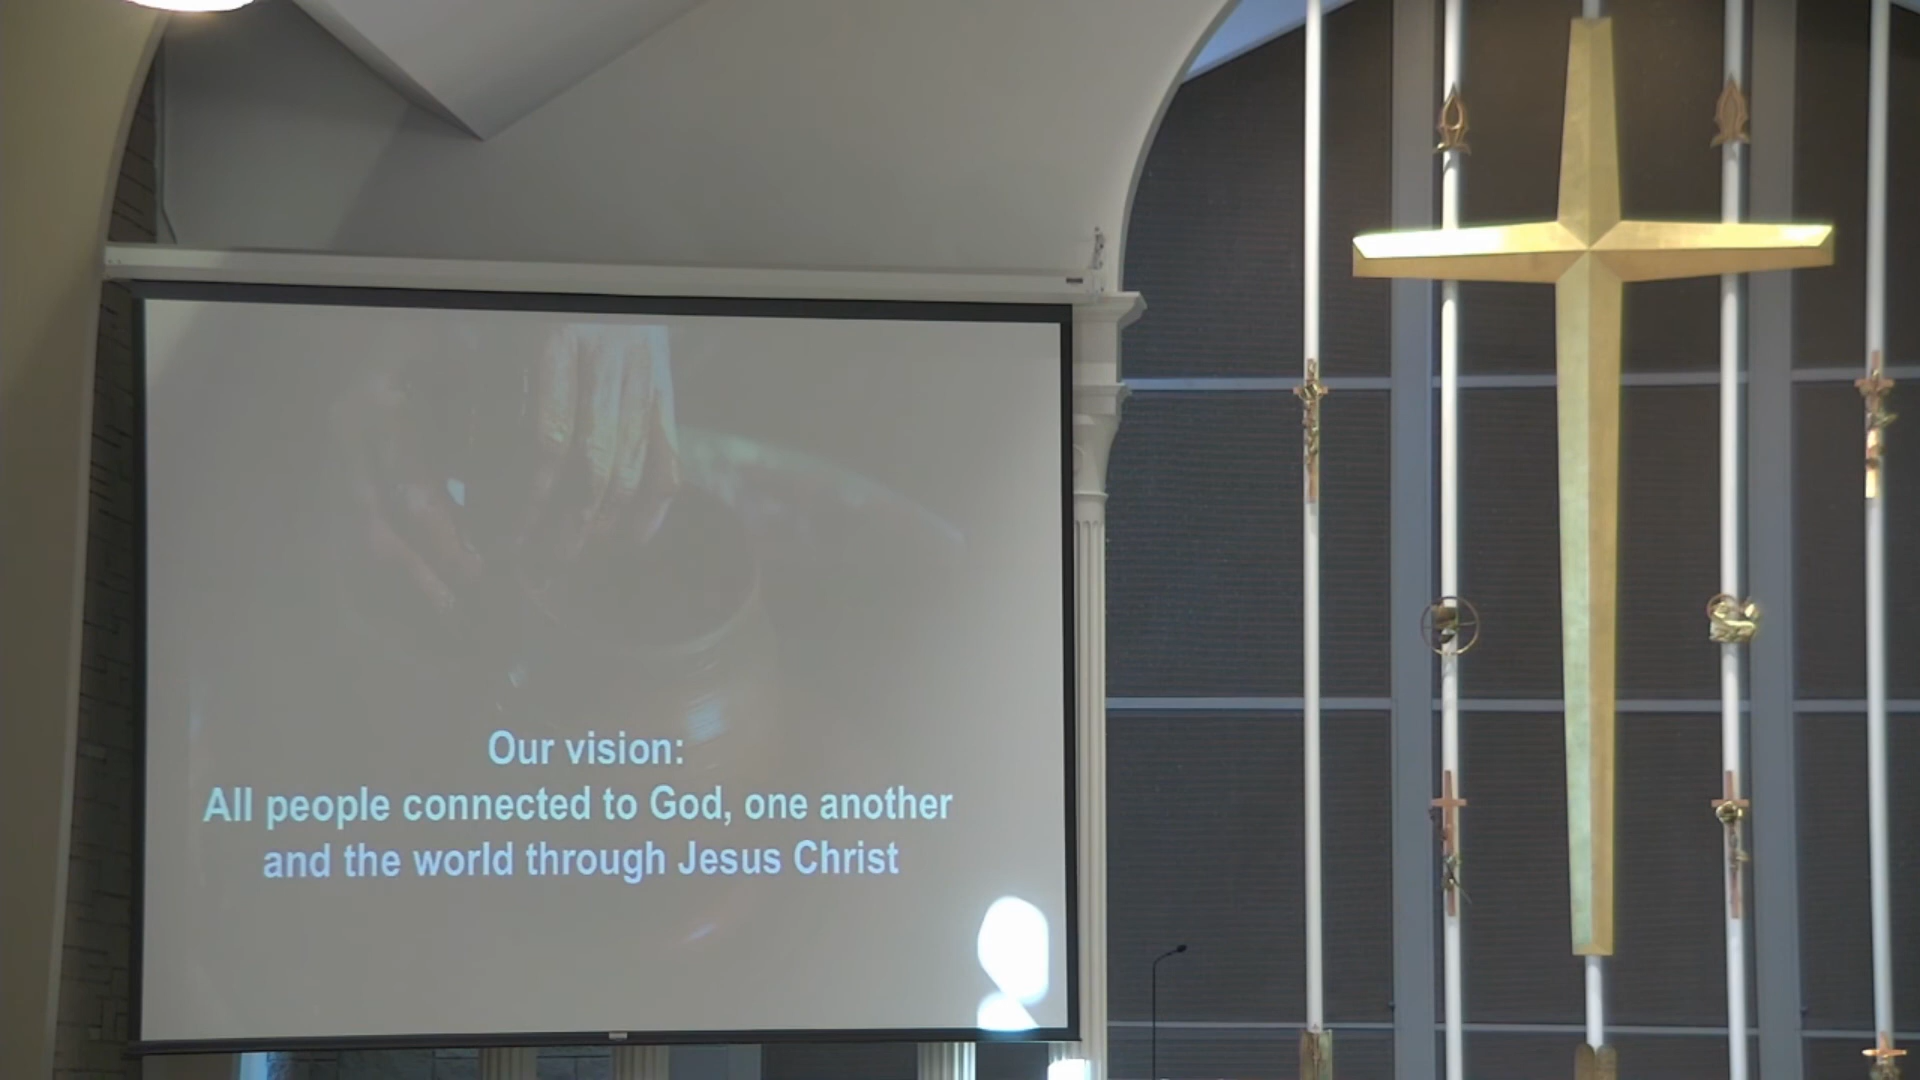 Our vision:
All people connected to God, one another
and the world through Jesus Christ